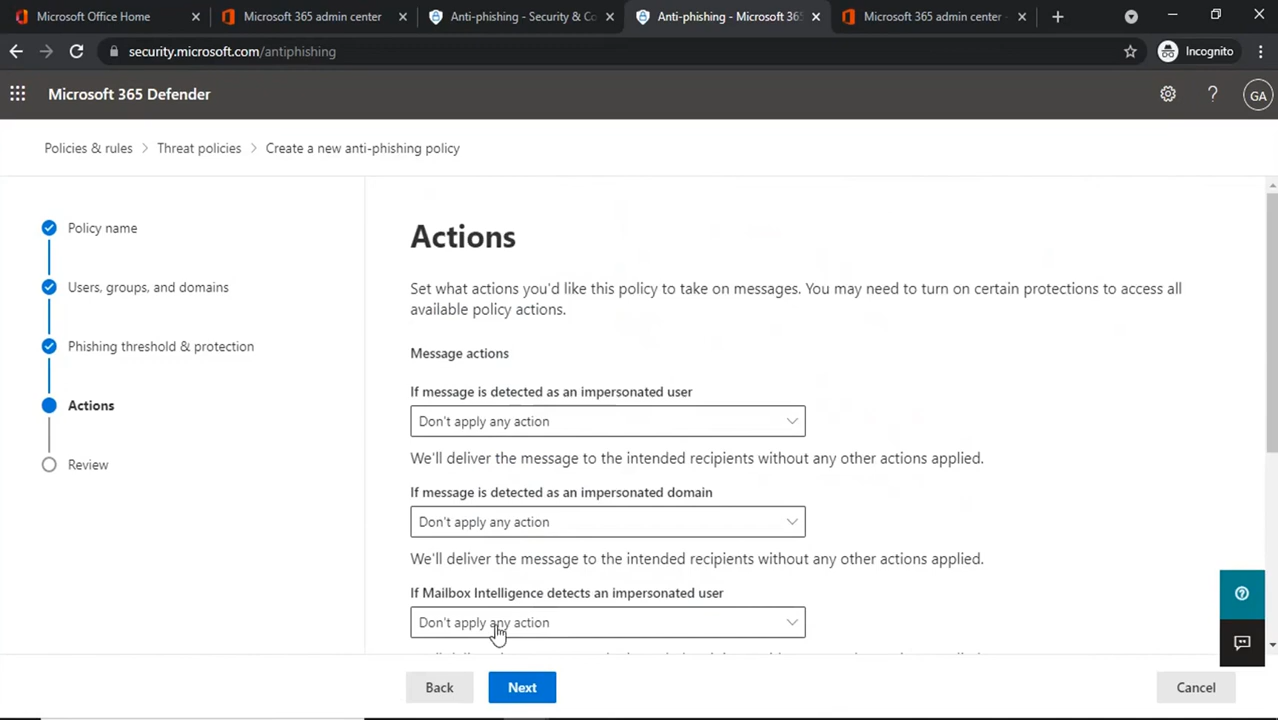 Microsoft Office Home
Microsoft 365 admin center
Anti-phishing - Security & Co
Anti-phishing - Microsoft 365
Microsoft 365 admin center
security.microsoft.com/antiphishing
Incognito
Microsoft 365 Defender
GA
Policies & rules > Threat policies > Create a new anti-phishing policy
Policy name
Users, groups, and domains
Phishing threshold & protection
Actions
Review
Actions
Set what actions you'd like this policy to take on messages. You may need to turn on certain protections to access all
available policy actions.
Message actions
If message is detected as an impersonated user
Don't apply any action
We'll deliver the message to the intended recipients without any other actions applied.
If message is detected as an impersonated domain
Don't apply any action
We'll deliver the message to the intended recipients without any other actions applied.
If Mailbox Intelligence detects an impersonated user
Don't apply any action
Back
Next
Cancel